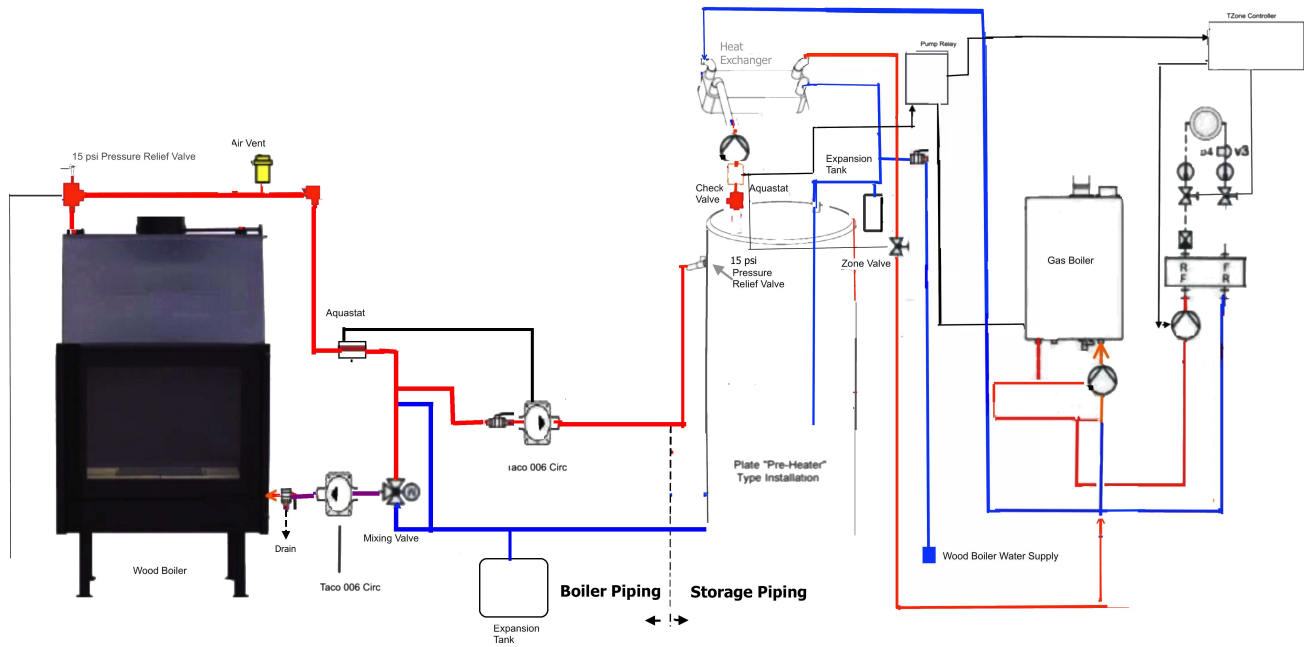 TZone Controller
Pump Relay
Heat
Exchanger
Air Vent
15 psi Pressure Relief Valve
Expansion
Tank
v3
Check
Valve
Aquastat
15 psi
Pressure
Relief Valve
Zone Valve
Gas Boiler
R F
F R
Aquastat
Taco 006 Circ
Plate "Pre-Heater"
Type Installation
Mixing Valve
Drain
Wood Boiler
Taco 006 Circ
Wood Boiler Water Supply
Boiler Piping
Storage Piping
Expansion
Tank